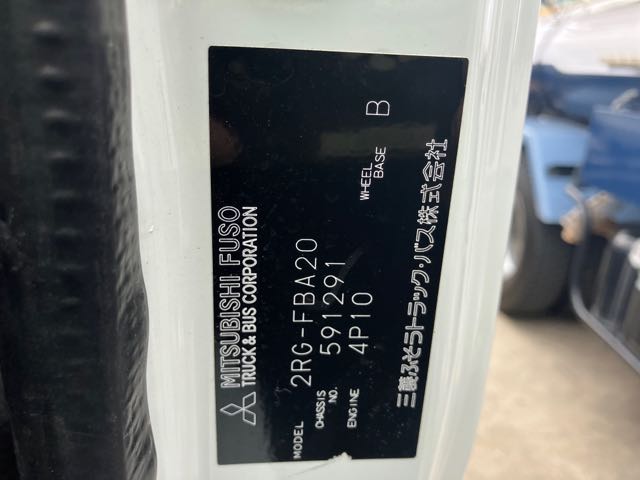 MITSUBISHI FUSO
TRUCK & BUS CORPORATION
MODEL 2RG-FBA20
CHASSIS NO. 591291
ENGINE 4P10
WHEEL BASE B
三菱ふそうトラック・バス株式会社